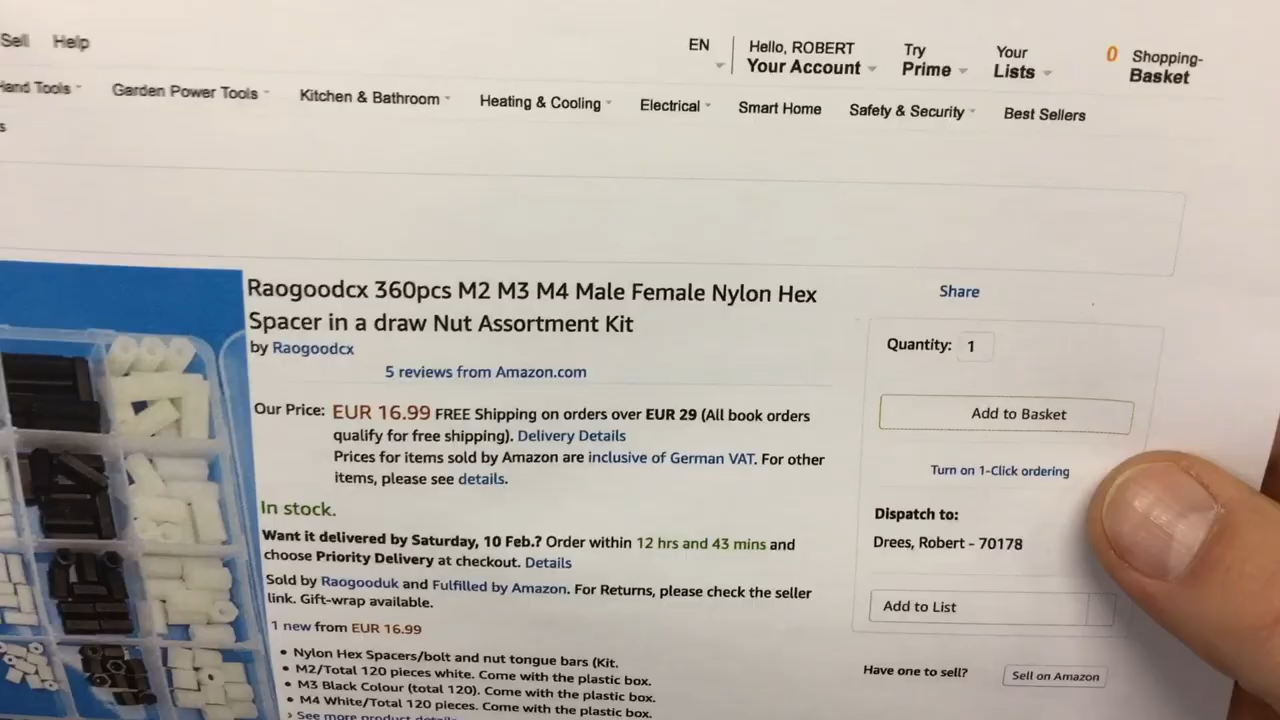 Sell Help
EN
Hello, ROBERT
Your Account
Try
Prime
Your
Lists
0 Shopping-
Basket
Hand Tools Garden Power Tools Kitchen & Bathroom Heating & Cooling Electrical Smart Home Safety & Security Best Sellers
s
Raogoodcx 360pcs M2 M3 M4 Male Female Nylon Hex
Spacer in a draw Nut Assortment Kit
by Raogoodcx
5 reviews from Amazon.com
Our Price: EUR 16.99 FREE Shipping on orders over EUR 29 (All book orders
qualify for free shipping). Delivery Details
Prices for items sold by Amazon are inclusive of German VAT. For other
items, please see details.
In stock.
Want it delivered by Saturday, 10 Feb.? Order within 12 hrs and 43 mins and
choose Priority Delivery at checkout. Details
Sold by Raogooduk and Fulfilled by Amazon. For Returns, please check the seller
link. Gift-wrap available.
1 new from EUR 16.99
• Nylon Hex Spacers/bolt and nut tongue bars (Kit.
• M2/Total 120 pieces white. Come with the plastic box.
• M3 Black Colour (total 120). Come with the plastic box.
• M4 White/Total 120 pieces. Come with the plastic box.
› See more product details
Share
Quantity: 1
Add to Basket
Turn on 1-Click ordering
Dispatch to:
Drees, Robert - 70178
Add to List
Have one to sell? Sell on Amazon